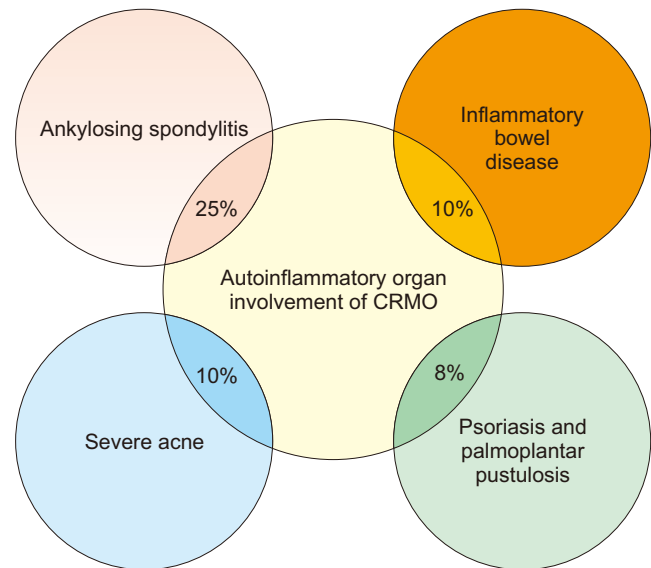 Ankylosing spondylitis
Inflammatory
bowel
disease
25%
10%
Autoinflammatory organ
involvement of CRMO
10%
8%
Severe acne
Psoriasis and
palmoplantar
pustulosis